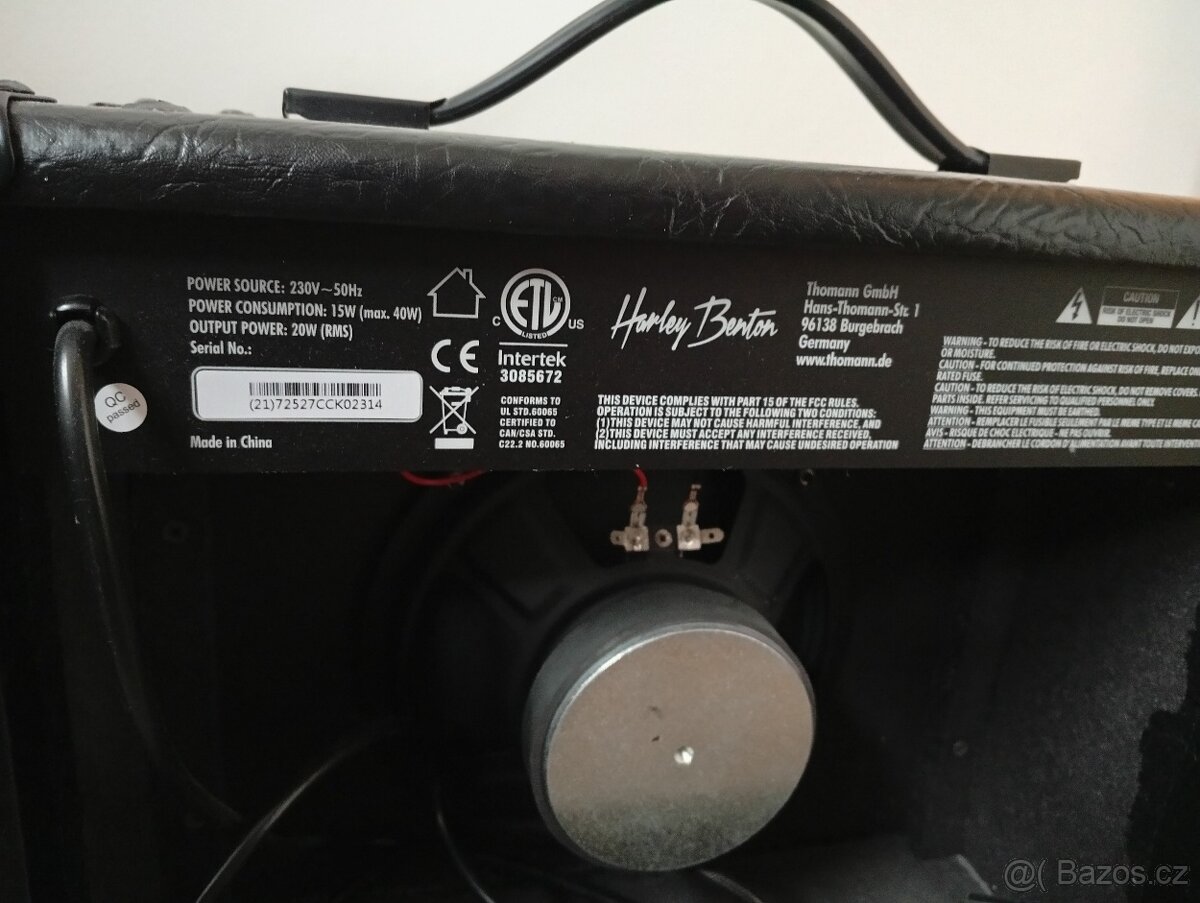 POWER SOURCE: 230V~50Hz
POWER CONSUMPTION: 15W (max. 40W)
OUTPUT POWER: 20W (RMS)
Serial No.:
(21)72527CCK02314
Made in China
QC
passed
CE
C ETL CM US
LISTED
Intertek
3085672
CONFORMS TO
UL STD.60065
CERTIFIED TO
CAN/CSA STD.
C22.2 NO.60065
Harley Benton
Thomann GmbH
Hans-Thomann-Str. 1
96138 Burgebrach
Germany
www.thomann.de
THIS DEVICE COMPLIES WITH PART 15 OF THE FCC RULES.
OPERATION IS SUBJECT TO THE FOLLOWING TWO CONDITIONS:
(1)THIS DEVICE MAY NOT CAUSE HARMFUL INTERFERENCE, AND
(2)THIS DEVICE MUST ACCEPT ANY INTERFERENCE RECEIVED,
INCLUDING INTERFERENCE THAT MAY CAUSE UNDESIRED OPERATION
CAUTION
RISK OF ELECTRIC SHOCK
DO NOT OPEN
WARNING - TO REDUCE THE RISK OF FIRE OR ELECTRIC SHOCK, DO NOT
OR MOISTURE.
CAUTION - FOR CONTINUED PROTECTION AGAINST RISK OF FIRE, REPLACE
RATED FUSE.
CAUTION - TO REDUCE THE RISK OF ELECTRIC SHOCK, DO NOT REMOVE
PARTS INSIDE. REFER SERVICING TO QUALIFIED PERSONNEL ONLY.
WARNING - THIS EQUIPMENT MUST BE EARTHED.
ATTENTION - REMPLACER LE FUSIBLE SEULEMENT PAR UN MEME TYPE ET LE
AVIS - RISQUE DE CHOC ELECTRIQUE - NE PAS OUVRIR.
ATTENTION - DEBRANCHER LE CORDON
@( Bazos.cz